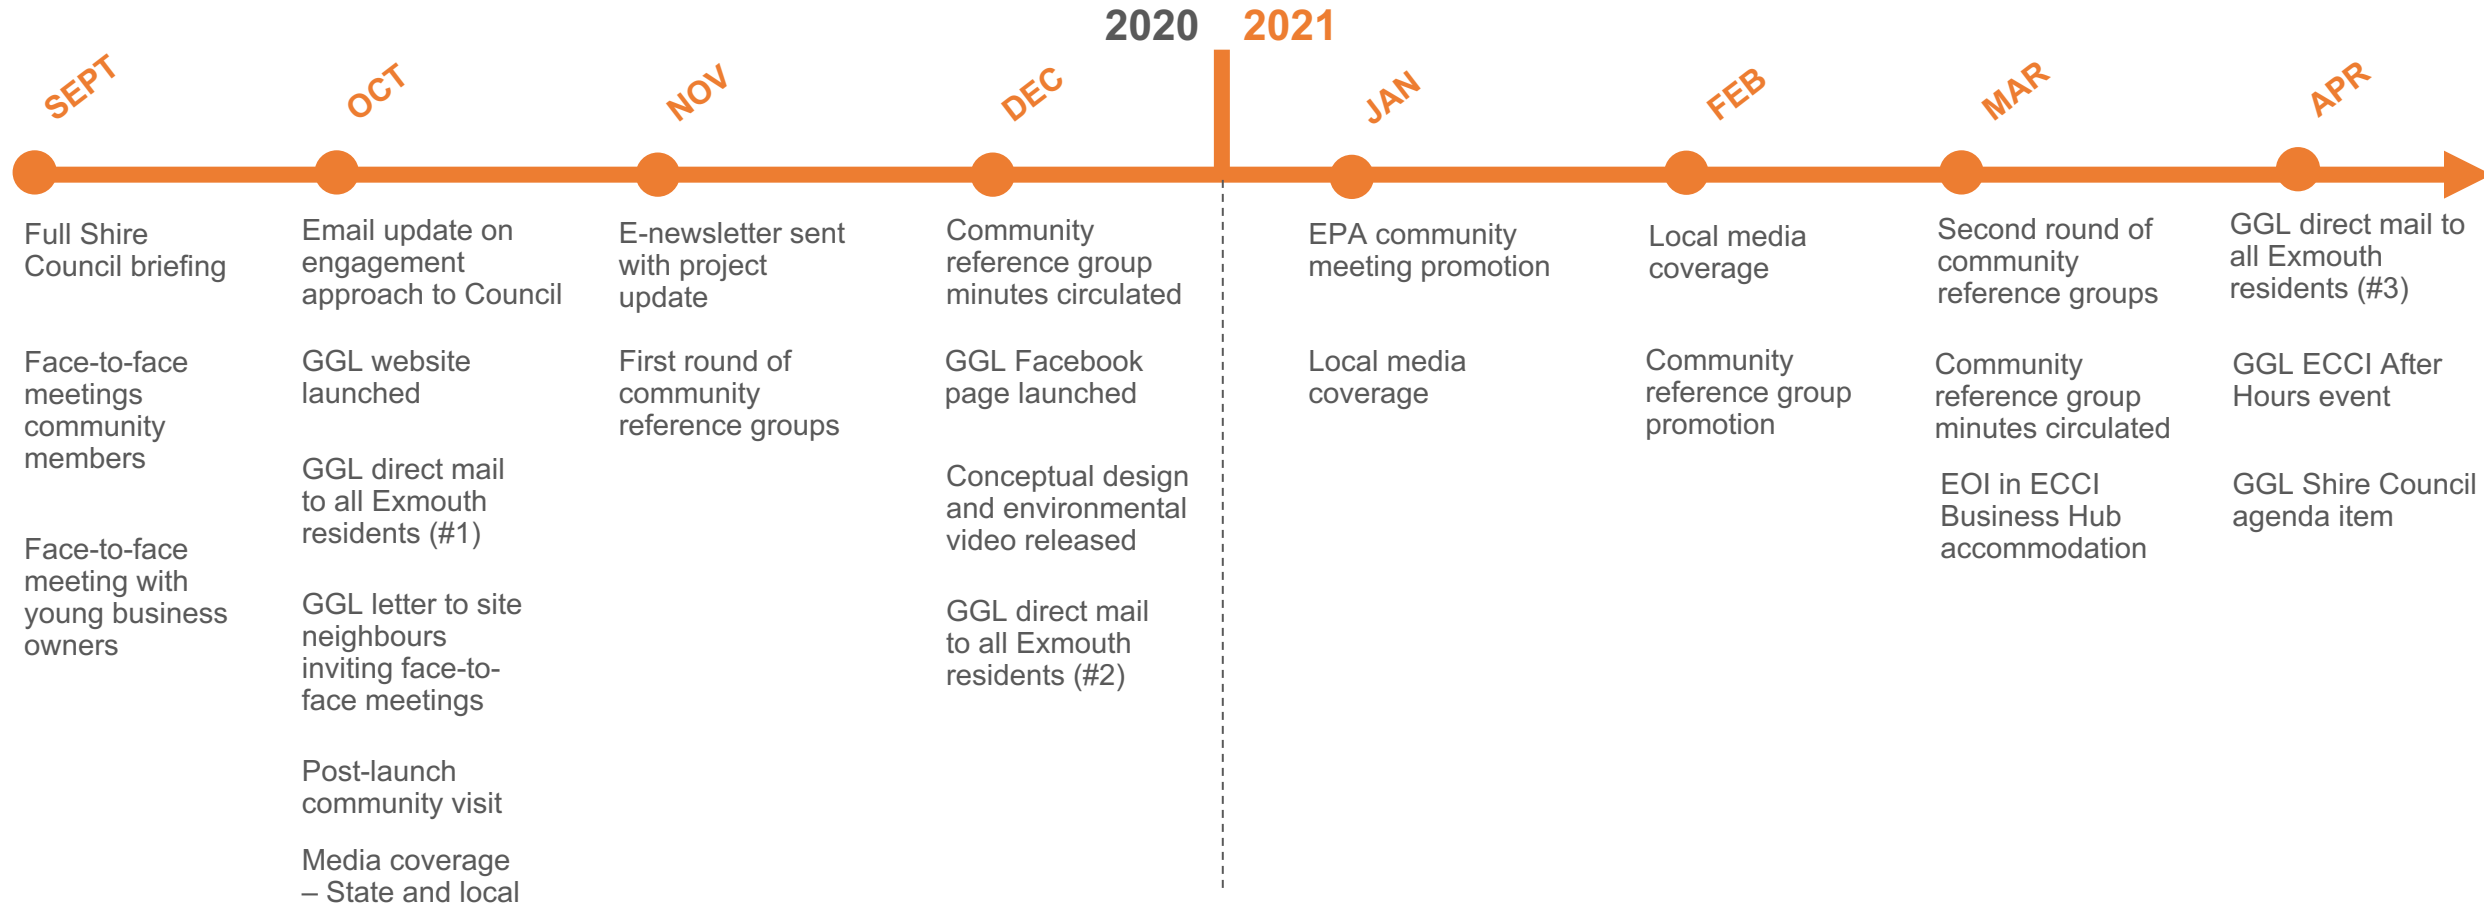 2020
2021
SEPT
OCT
NOV
DEC
JAN
FEB
MAR
APR
Full Shire
Council briefing
Face-to-face
meetings
community
members
Face-to-face
meeting with
young business
owners
Email update on
engagement
approach to Council
GGL website
launched
GGL direct mail
to all Exmouth
residents (#1)
GGL letter to site
neighbours
inviting face-to-
face meetings
Post-launch
community visit
Media coverage
– State and local
E-newsletter sent
with project
update
First round of
community
reference groups
Community
reference group
minutes circulated
GGL Facebook
page launched
Conceptual design
and environmental
video released
GGL direct mail
to all Exmouth
residents (#2)
EPA community
meeting promotion
Local media
coverage
Local media
coverage
Community
reference group
promotion
Second round of
community
reference groups
Community
reference group
minutes circulated
EOI in ECCI
Business Hub
accommodation
GGL direct mail to
all Exmouth
residents (#3)
GGL ECCI After
Hours event
GGL Shire Council
agenda item